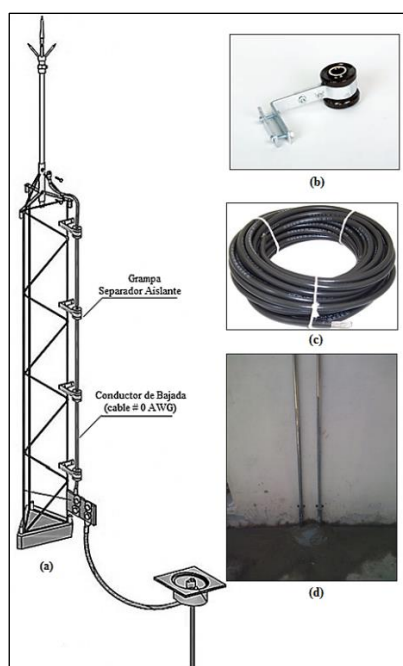 (b)
Grampa
Separador Aislante
(c)
Conductor de Bajada
(cable # 0 AWG)
(a)
(d)